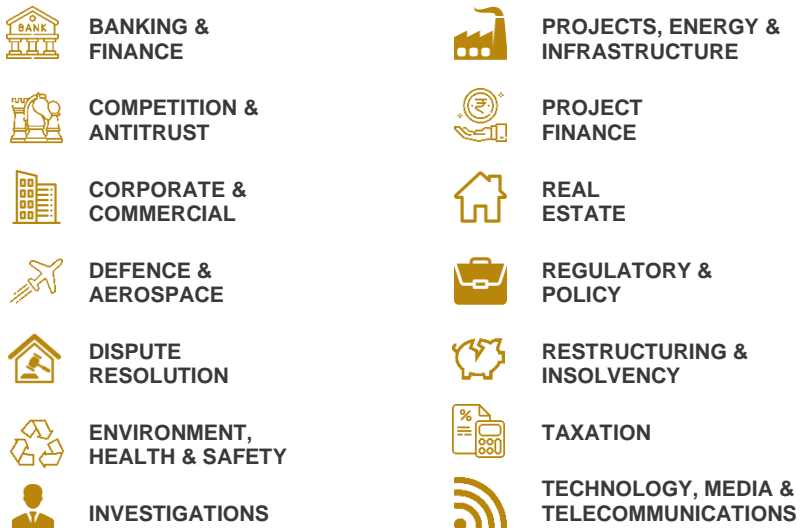 BANK
BANKING &
FINANCE
COMPETITION &
ANTITRUST
CORPORATE &
COMMERCIAL
DEFENCE &
AEROSPACE
DISPUTE
RESOLUTION
ENVIRONMENT,
HEALTH & SAFETY
INVESTIGATIONS
PROJECTS, ENERGY &
INFRASTRUCTURE
₹
PROJECT
FINANCE
REAL
ESTATE
REGULATORY &
POLICY
RESTRUCTURING &
INSOLVENCY
%
TAXATION
TECHNOLOGY, MEDIA &
TELECOMMUNICATIONS